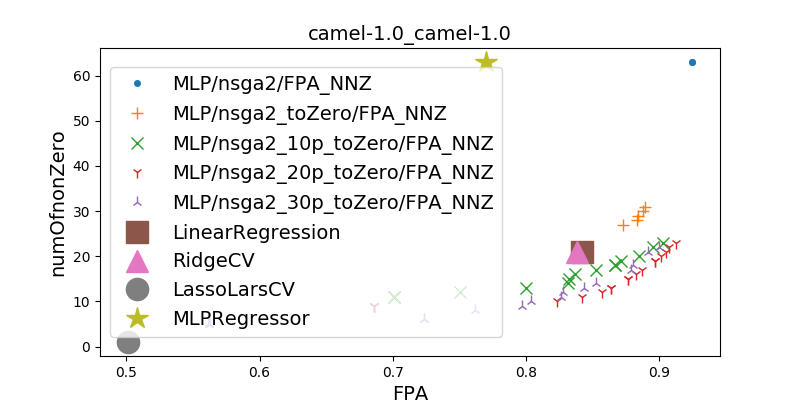 camel-1.0_camel-1.0
numOfnonZero
60
50
40
30
20
10
0
MLP/nsga2/FPA_NNZ
MLP/nsga2_toZero/FPA_NNZ
MLP/nsga2_10p_toZero/FPA_NNZ
MLP/nsga2_20p_toZero/FPA_NNZ
MLP/nsga2_30p_toZero/FPA_NNZ
LinearRegression
RidgeCV
LassoLarsCV
MLPRegressor
0.5 0.6 0.7 0.8 0.9
FPA